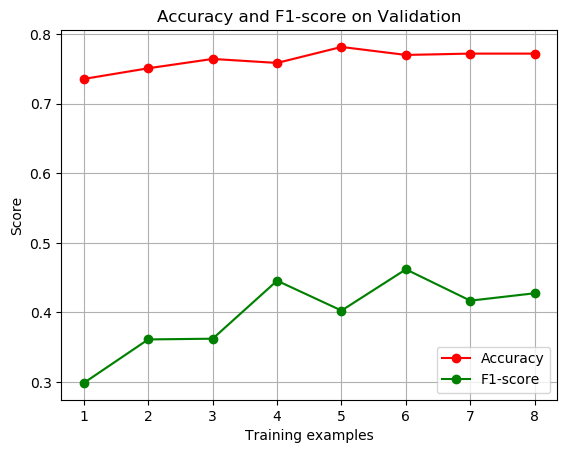 Accuracy and F1-score on Validation
Score
0.8
0.7
0.6
0.5
0.4
0.3
1 2 3 4 5 6 7 8
Training examples
Accuracy
F1-score